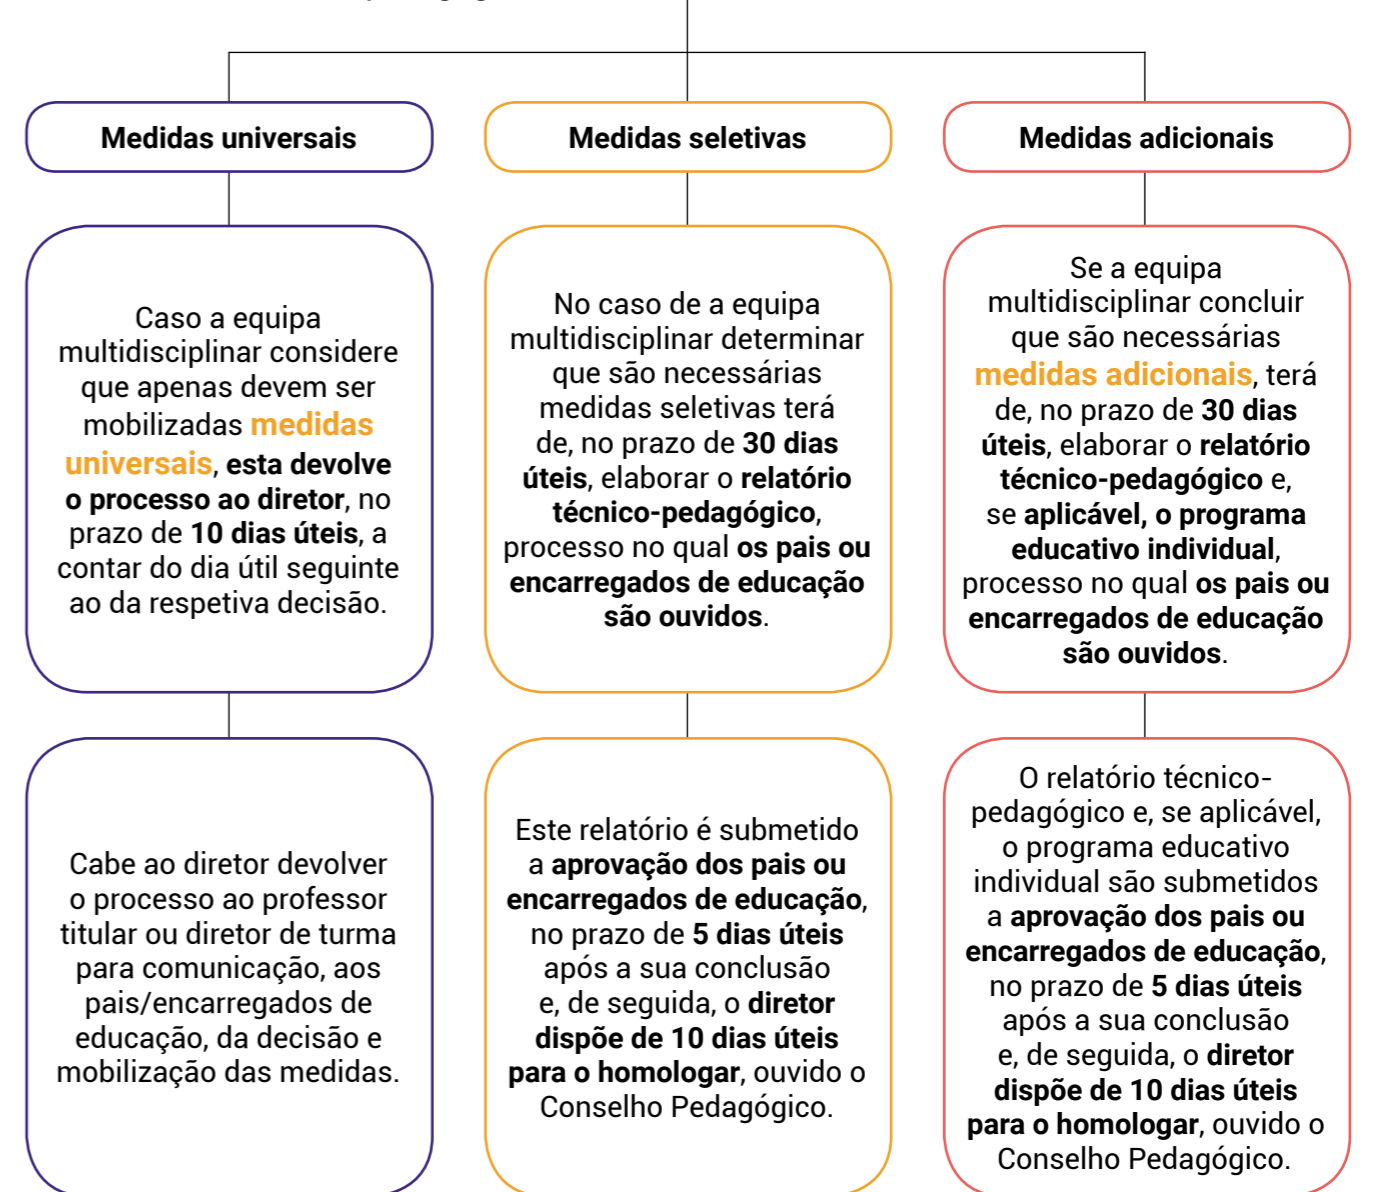 Medidas universais
Caso a equipa
multidisciplinar considere
que apenas devem ser
mobilizadas medidas
universais, esta devolve
o processo ao diretor, no
prazo de 10 dias úteis, a
contar do dia útil seguinte
ao da respetiva decisão.
Cabe ao diretor devolver
o processo ao professor
titular ou diretor de turma
para comunicação, aos
pais/encarregados de
educação, da decisão e
mobilização das medidas.
Medidas seletivas
No caso de a equipa
multidisciplinar determinar
que são necessárias
medidas seletivas terá
de, no prazo de 30 dias
úteis, elaborar o relatório
técnico-pedagógico,
processo no qual os pais ou
encarregados de educação
são ouvidos.
Este relatório é submetido
a aprovação dos pais ou
encarregados de educação,
no prazo de 5 dias úteis
após a sua conclusão
e, de seguida, o diretor
dispõe de 10 dias úteis
para o homologar, ouvido o
Conselho Pedagógico.
Medidas adicionais
Se a equipa
multidisciplinar concluir
que são necessárias
medidas adicionais, terá
de, no prazo de 30 dias
úteis, elaborar o relatório
técnico-pedagógico e,
se aplicável, o programa
educativo individual,
processo no qual os pais ou
encarregados de educação
são ouvidos.
O relatório técnico-
pedagógico e, se aplicável,
o programa educativo
individual são submetidos
a aprovação dos pais ou
encarregados de educação,
no prazo de 5 dias úteis
após a sua conclusão
e, de seguida, o diretor
dispõe de 10 dias úteis
para o homologar, ouvido o
Conselho Pedagógico.